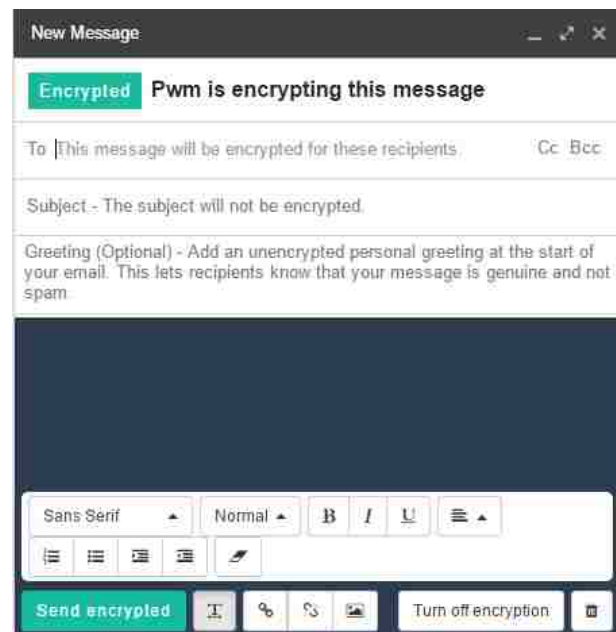 New Message
Encrypted Pwm is encrypting this message
To This message will be encrypted for these recipients. Cc Bcc
Subject - The subject will not be encrypted.
Greeting (Optional) - Add an unencrypted personal greeting at the start of
your email. This lets recipients know that your message is genuine and not
spam.
Sans Serif Normal B I U
Send encrypted T Turn off encryption